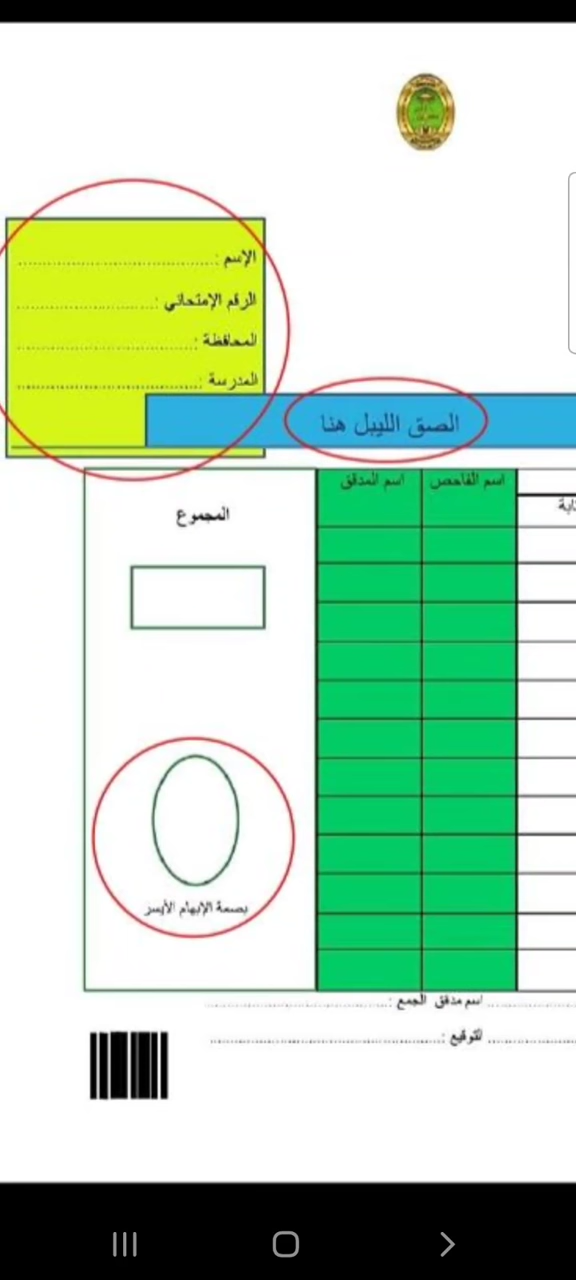 الإسم :
الرقم الإمتحاني :
المحافظة :
المدرسة :
الصق الليبل هنا
اسم الفاحص
اسم المدقق
المجموع
بصمة الإبهام الأيسر
اسم مدقق الجمع :
التوقيع :